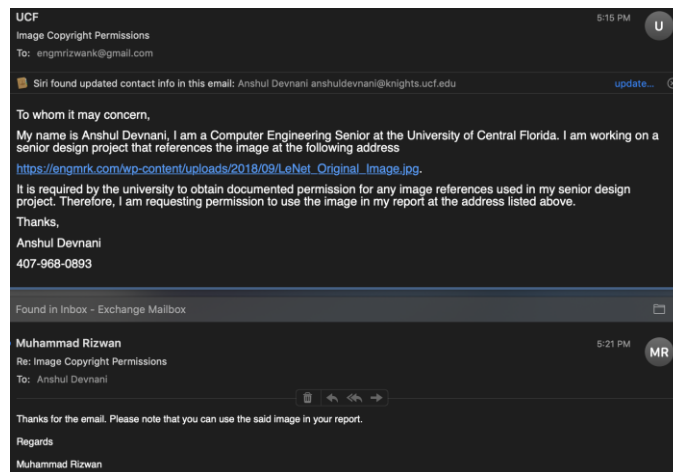 UCF
5:15 PM
U
Image Copyright Permissions
To: engmrizwank@gmail.com
Siri found updated contact info in this email: Anshul Devnani anshuldevnani@knights.ucf.edu
update...
To whom it may concern,
My name is Anshul Devnani, I am a Computer Engineering Senior at the University of Central Florida. I am working on a
senior design project that references the image at the following address
https://engmrk.com/wp-content/uploads/2018/09/LeNet_Original_Image.jpg.
It is required by the university to obtain documented permission for any image references used in my senior design
project. Therefore, I am requesting permission to use the image in my report at the address listed above.
Thanks,
Anshul Devnani
407-968-0893
Found in Inbox - Exchange Mailbox
Muhammad Rizwan
5:21 PM
MR
Re: Image Copyright Permissions
To: Anshul Devnani
Thanks for the email. Please note that you can use the said image in your report.
Regards
Muhammad Rizwan